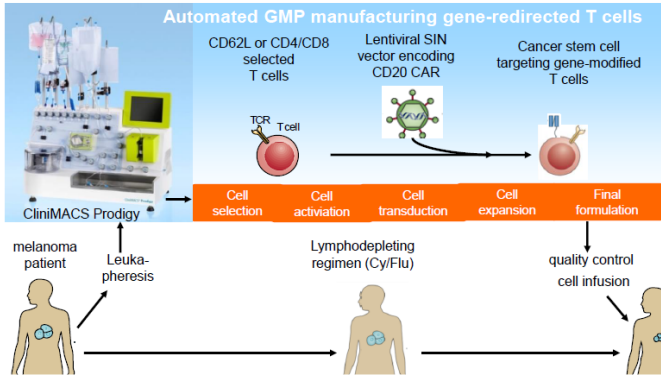 Automated GMP manufacturing gene-redirected T cells
CD62L or CD4/CD8
selected
T cells
Lentiviral SIN
vector encoding
CD20 CAR
Cancer stem cell
targeting gene-modified
T cells
TCR
T cell
CliniMACS Prodigy
Cell
selection
Cell
activiation
Cell
transduction
Cell
expansion
Final
formulation
melanoma
patient
Leuka-
pheresis
Lymphodepleting
regimen (Cy/Flu)
quality control
cell infusion